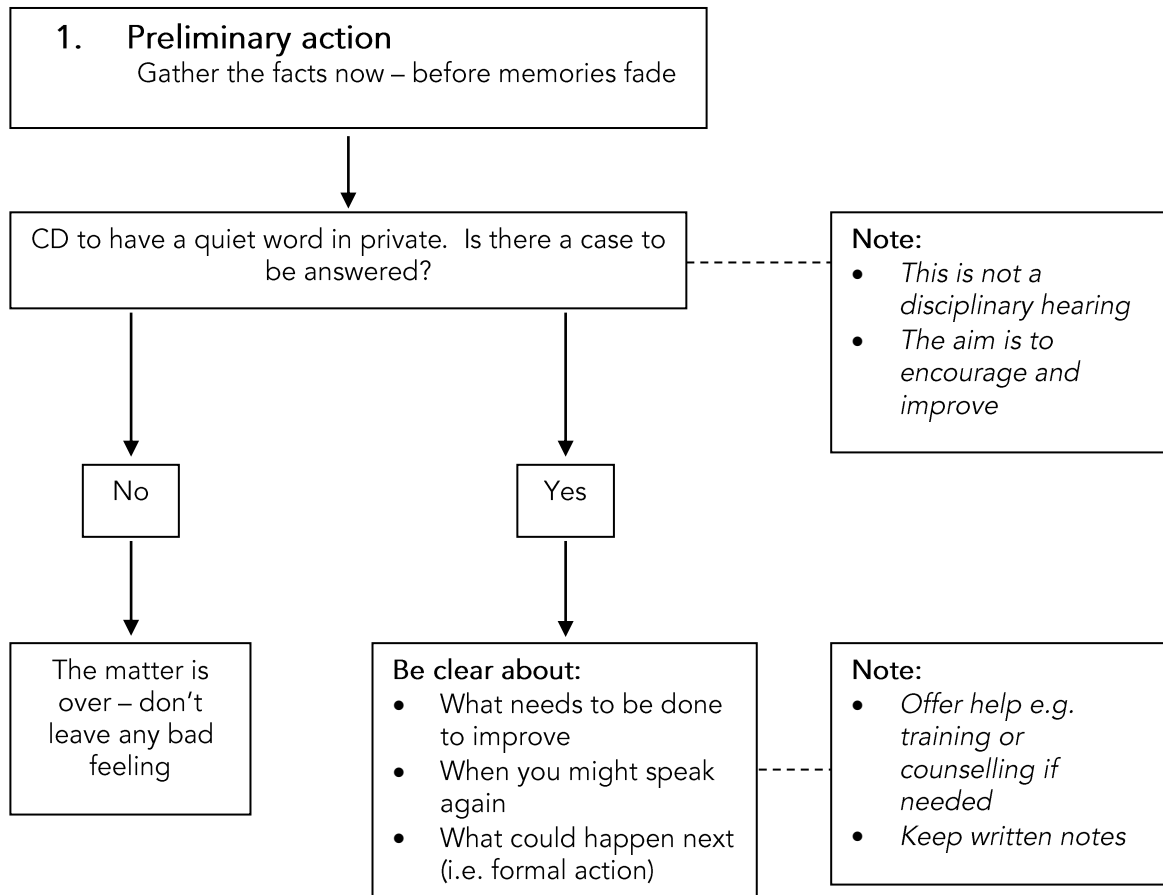 1. Preliminary action
Gather the facts now – before memories fade
CD to have a quiet word in private.  Is there a case to
be answered?
Note:
• This is not a
disciplinary hearing
• The aim is to
encourage and
improve
No
Yes
The matter is
over – don’t
leave any bad
feeling
Be clear about:
• What needs to be done
to improve
• When you might speak
again
• What could happen next
(i.e. formal action)
Note:
• Offer help e.g.
training or
counselling if
needed
• Keep written notes